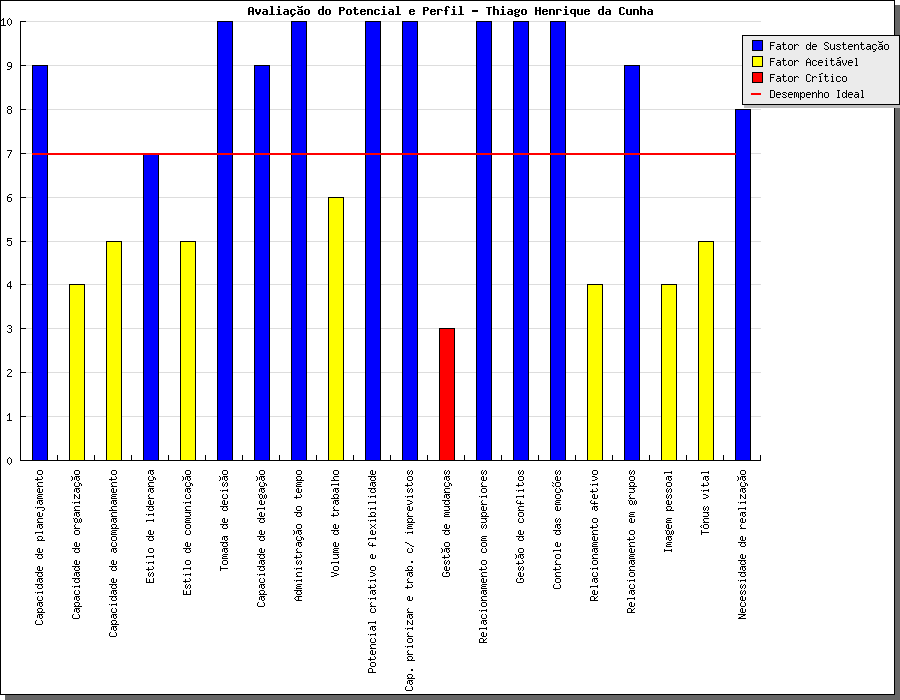 Avaliação do Potencial e Perfil - Thiago Henrique da Cunha
10
9
8
7
6
5
4
3
2
1
0
Fator de Sustentação
Fator Aceitável
Fator Crítico
Desempenho Ideal
Capacidade de planejamento
Capacidade de organização
Capacidade de acompanhamento
Estilo de liderança
Estilo de comunicação
Tomada de decisão
Capacidade de delegação
Administração do tempo
Volume de trabalho
Potencial criativo e flexibilidade
Cap. priorizar e trab. c/ imprevistos
Gestão de mudanças
Relacionamento com superiores
Gestão de conflitos
Controle das emoções
Relacionamento afetivo
Relacionamento em grupos
Imagem pessoal
Tônus vital
Necessidade de realização